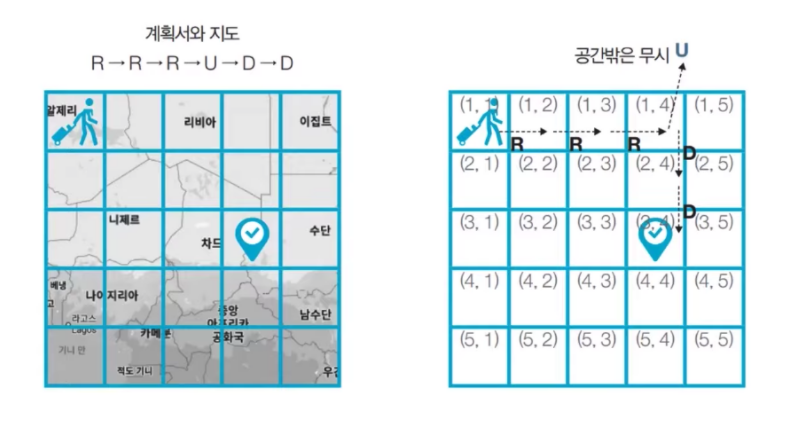 계획서와 지도
R→R→R→U→D→D
알제리
리비아
이집트
니제르
차드
수단
베냉
나이지리아
라고스
Lagos
카메룬
중앙
아프리카
공화국
남수단
기니 만
적도 기니
공간밖은 무시 U
(1, 1) (1, 2) (1, 3) (1, 4) (1, 5)
R R R D
(2, 1) (2, 2) (2, 3) (2, 4) (2, 5)
D
(3, 1) (3, 2) (3, 3) (3, 4) (3, 5)
(4, 1) (4, 2) (4, 3) (4, 4) (4, 5)
(5, 1) (5, 2) (5, 3) (5, 4) (5, 5)